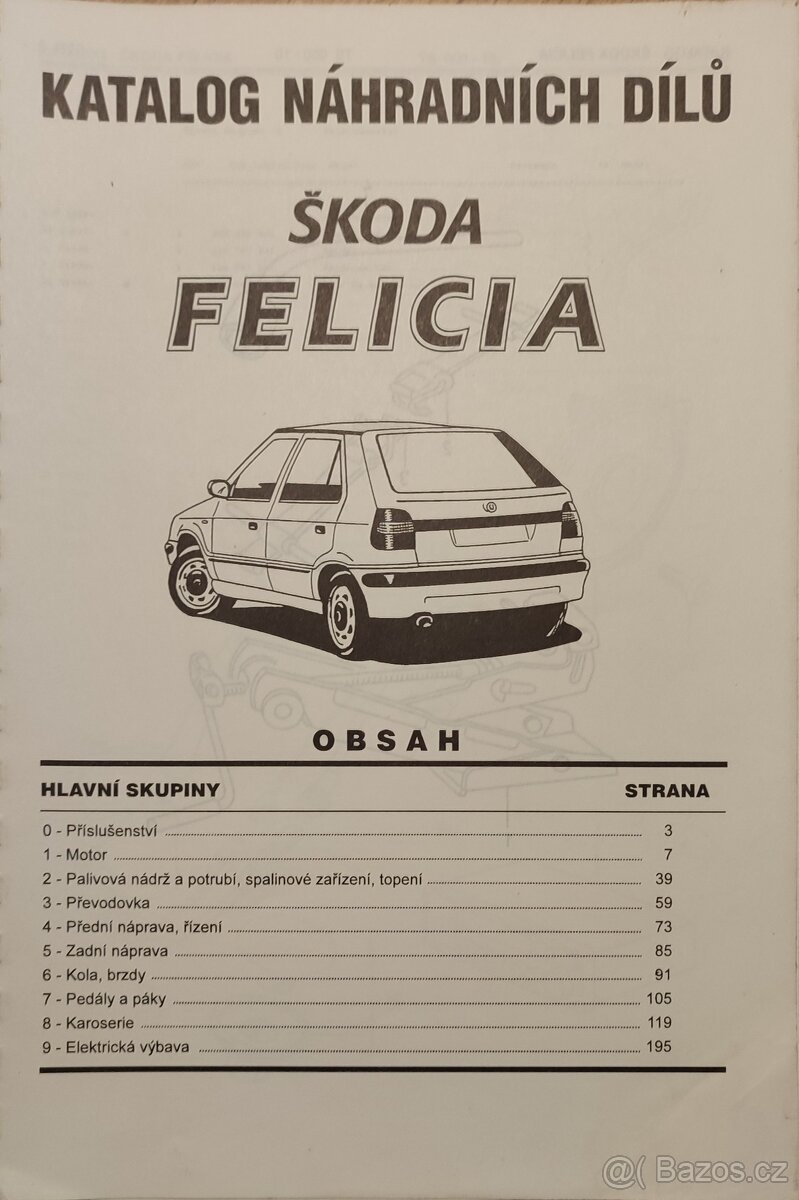 KATALOG NÁHRADNÍCH DÍLŮ
ŠKODA
FELICIA
OBSAH
HLAVNÍ SKUPINY STRANA
0 - Příslušenství 3
1 - Motor 7
2 - Palivová nádrž a potrubí, spalinové zařízení, topení 39
3 - Převodovka 59
4 - Přední náprava, řízení 73
5 - Zadní náprava 85
6 - Kola, brzdy 91
7 - Pedály a páky 105
8 - Karoserie 119
9 - Elektrická výbava 195
@( Bazos.cz